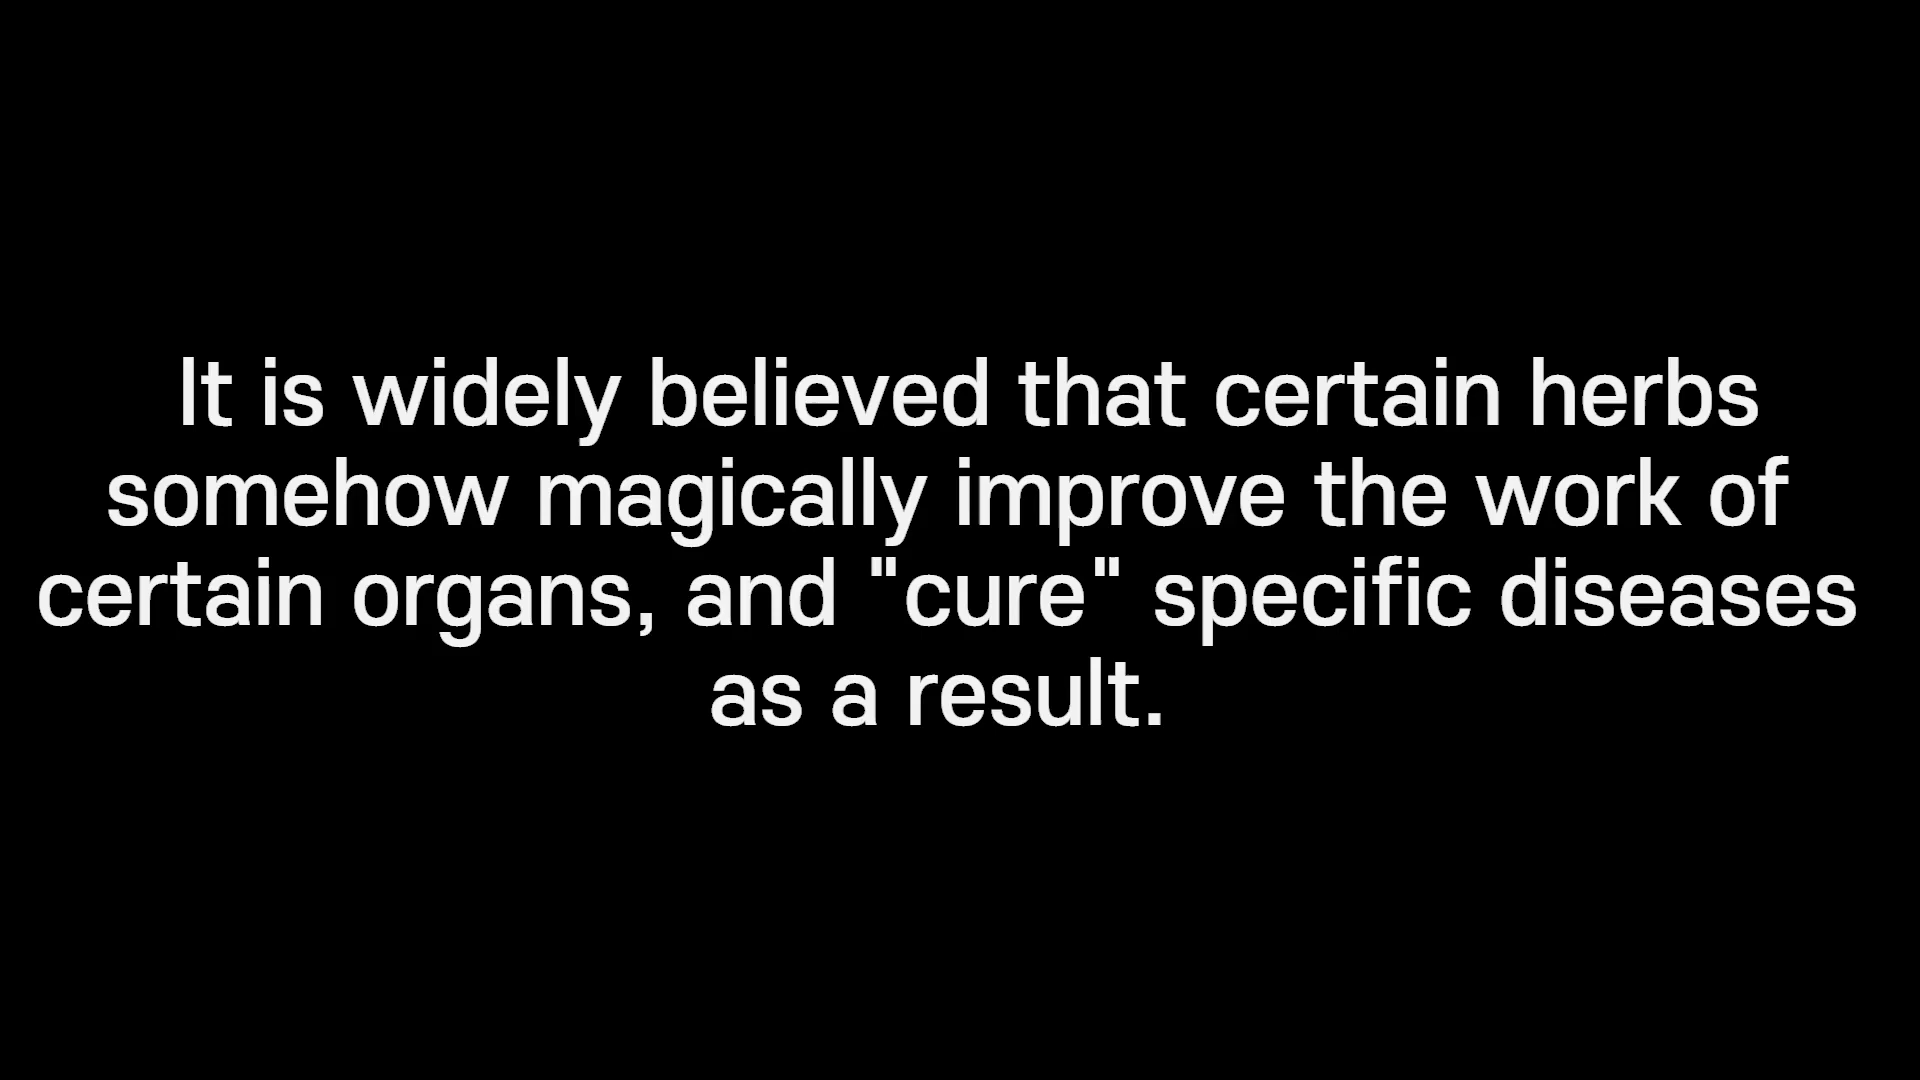 It is widely believed that certain herbs
somehow magically improve the work of
certain organs, and "cure" specific diseases
as a result.